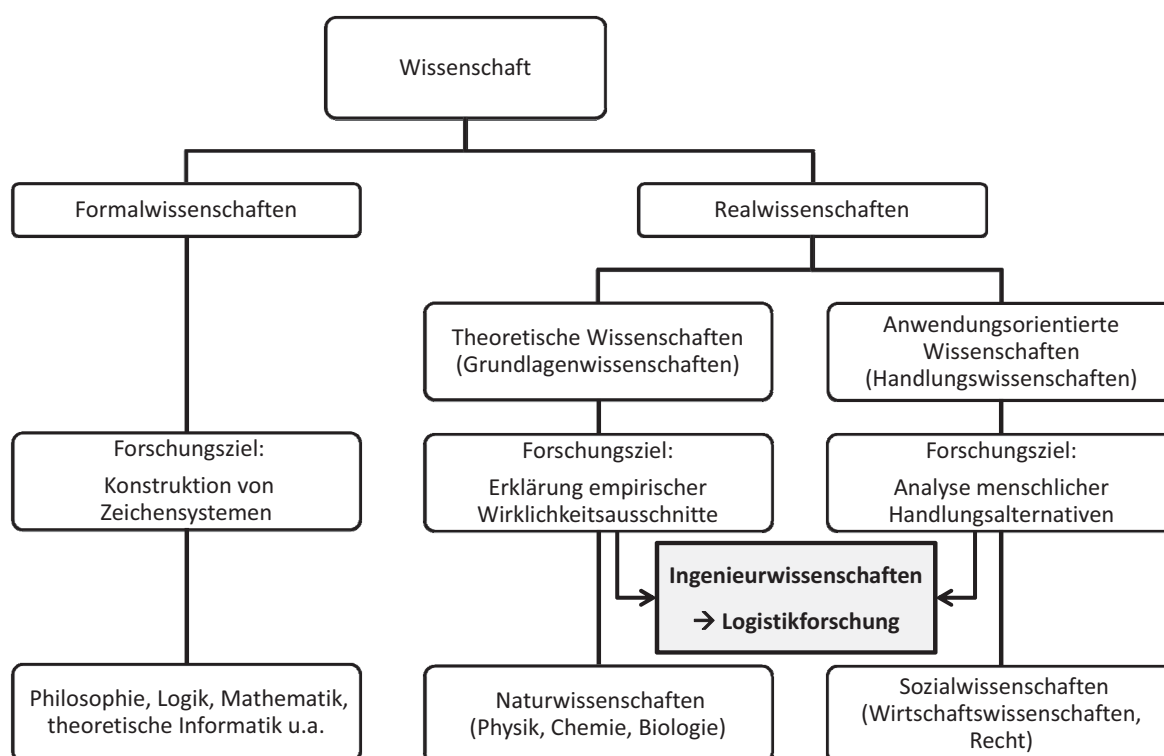 Wissenschaft
Formalwissenschaften
Realwissenschaften
Theoretische Wissenschaften
(Grundlagenwissenschaften)
Anwendungsorientierte
Wissenschaften
(Handlungswissenschaften)
Forschungsziel:
Konstruktion von
Zeichensystemen
Forschungsziel:
Erklärung empirischer
Wirklichkeitsausschnitte
Forschungsziel:
Analyse menschlicher
Handlungsalternativen
Ingenieurwissenschaften
→ Logistikforschung
Philosophie, Logik, Mathematik,
theoretische Informatik u.a.
Naturwissenschaften
(Physik, Chemie, Biologie)
Sozialwissenschaften
(Wirtschaftswissenschaften,
Recht)